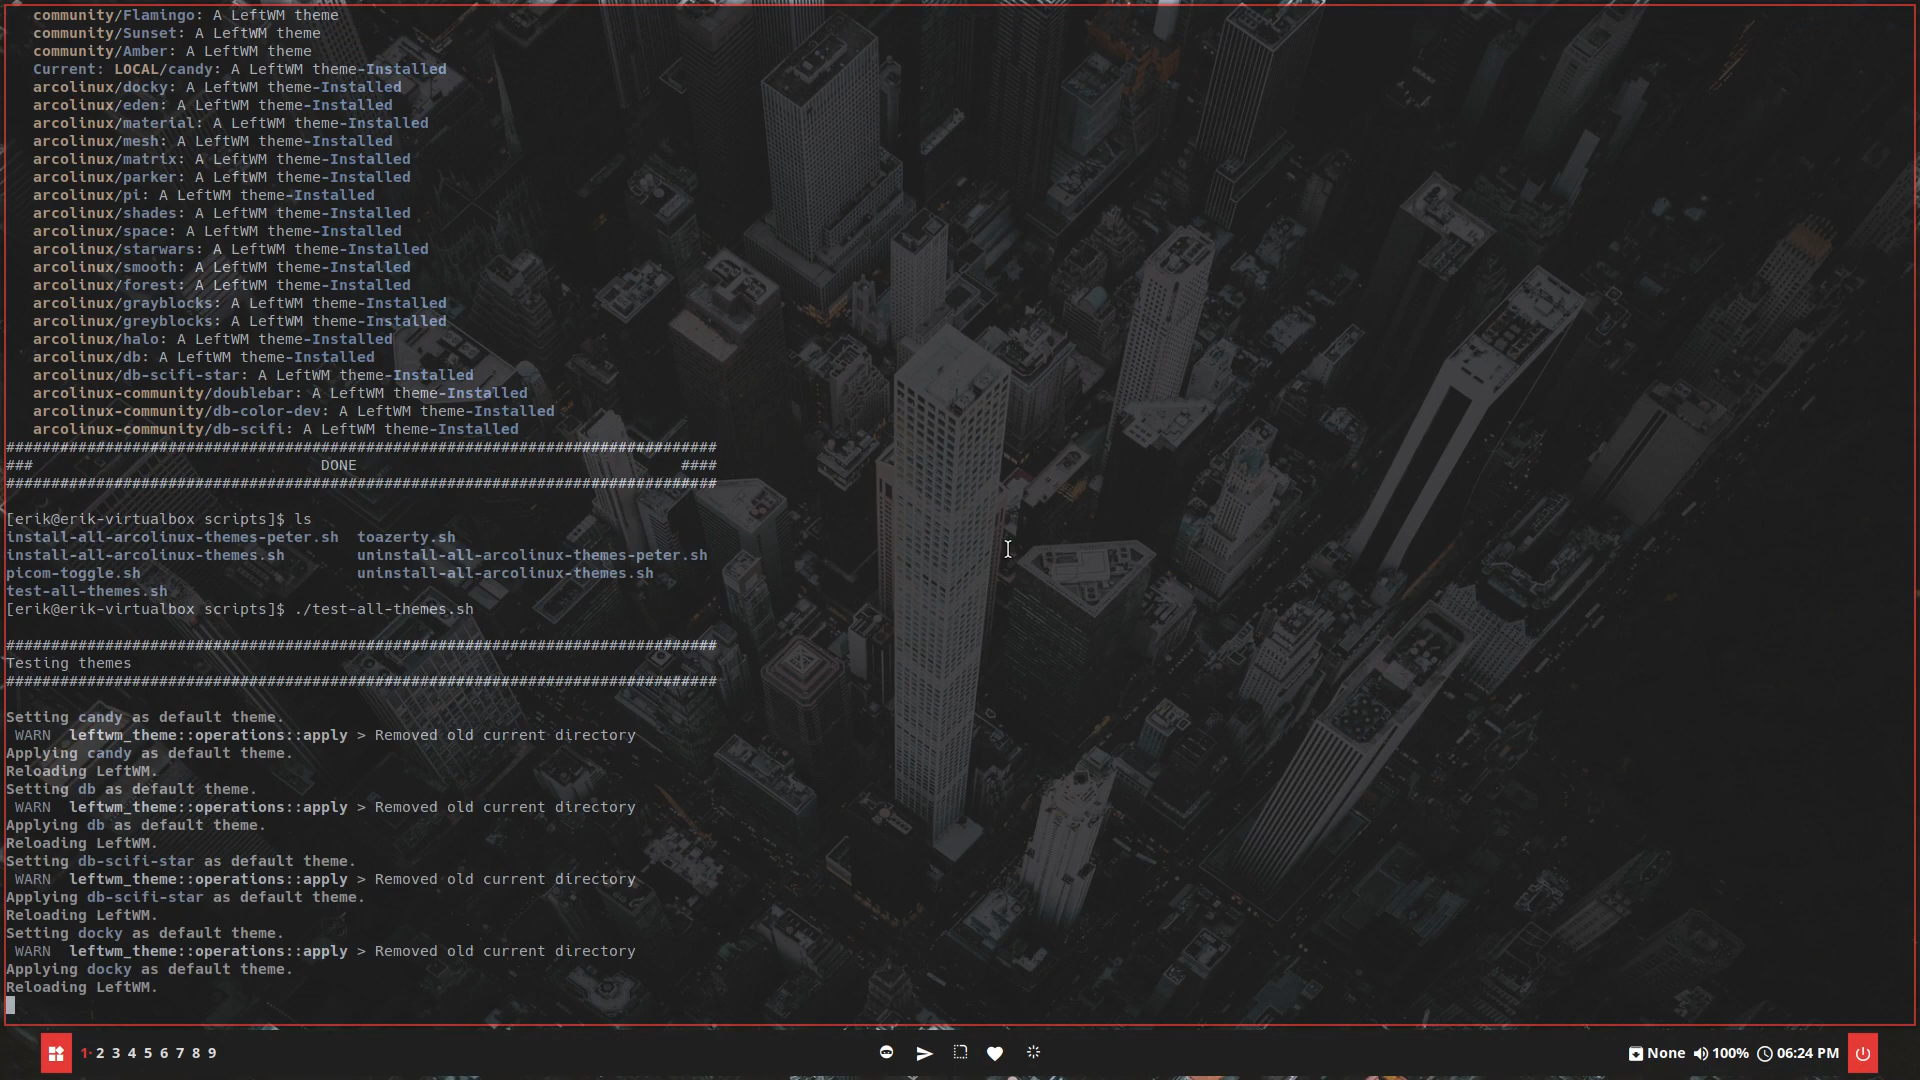 community/Flamingo: A LeftWM theme
community/Sunset: A LeftWM theme
community/Amber: A LeftWM theme
Current: LOCAL/candy: A LeftWM theme-Installed
arcolinux/docky: A LeftWM theme-Installed
arcolinux/eden: A LeftWM theme-Installed
arcolinux/material: A LeftWM theme-Installed
arcolinux/mesh: A LeftWM theme-Installed
arcolinux/matrix: A LeftWM theme-Installed
arcolinux/parker: A LeftWM theme-Installed
arcolinux/pi: A LeftWM theme-Installed
arcolinux/shades: A LeftWM theme-Installed
arcolinux/space: A LeftWM theme-Installed
arcolinux/starwars: A LeftWM theme-Installed
arcolinux/smooth: A LeftWM theme-Installed
arcolinux/forest: A LeftWM theme-Installed
arcolinux/grayblocks: A LeftWM theme-Installed
arcolinux/greyblocks: A LeftWM theme-Installed
arcolinux/halo: A LeftWM theme-Installed
arcolinux/db: A LeftWM theme-Installed
arcolinux/db-scifi-star: A LeftWM theme-Installed
arcolinux-community/doublebar: A LeftWM theme-Installed
arcolinux-community/db-color-dev: A LeftWM theme-Installed
arcolinux-community/db-scifi: A LeftWM theme-Installed
###############################################################################
###                                DONE                                    ####
###############################################################################
[erik@erik-virtualbox scripts]$ ls
install-all-arcolinux-themes-peter.sh  toazerty.sh
install-all-arcolinux-themes.sh        uninstall-all-arcolinux-themes-peter.sh
picom-toggle.sh                        uninstall-all-arcolinux-themes.sh
test-all-themes.sh
[erik@erik-virtualbox scripts]$ ./test-all-themes.sh
###############################################################################
Testing themes
###############################################################################
Setting candy as default theme.
WARN  leftwm_theme::operations::apply > Removed old current directory
Applying candy as default theme.
Reloading LeftWM.
Setting db as default theme.
WARN  leftwm_theme::operations::apply > Removed old current directory
Applying db as default theme.
Reloading LeftWM.
Setting db-scifi-star as default theme.
WARN  leftwm_theme::operations::apply > Removed old current directory
Applying db-scifi-star as default theme.
Reloading LeftWM.
Setting docky as default theme.
WARN  leftwm_theme::operations::apply > Removed old current directory
Applying docky as default theme.
Reloading LeftWM.
1· 2 3 4 5 6 7 8 9 None 100% 06:24 PM